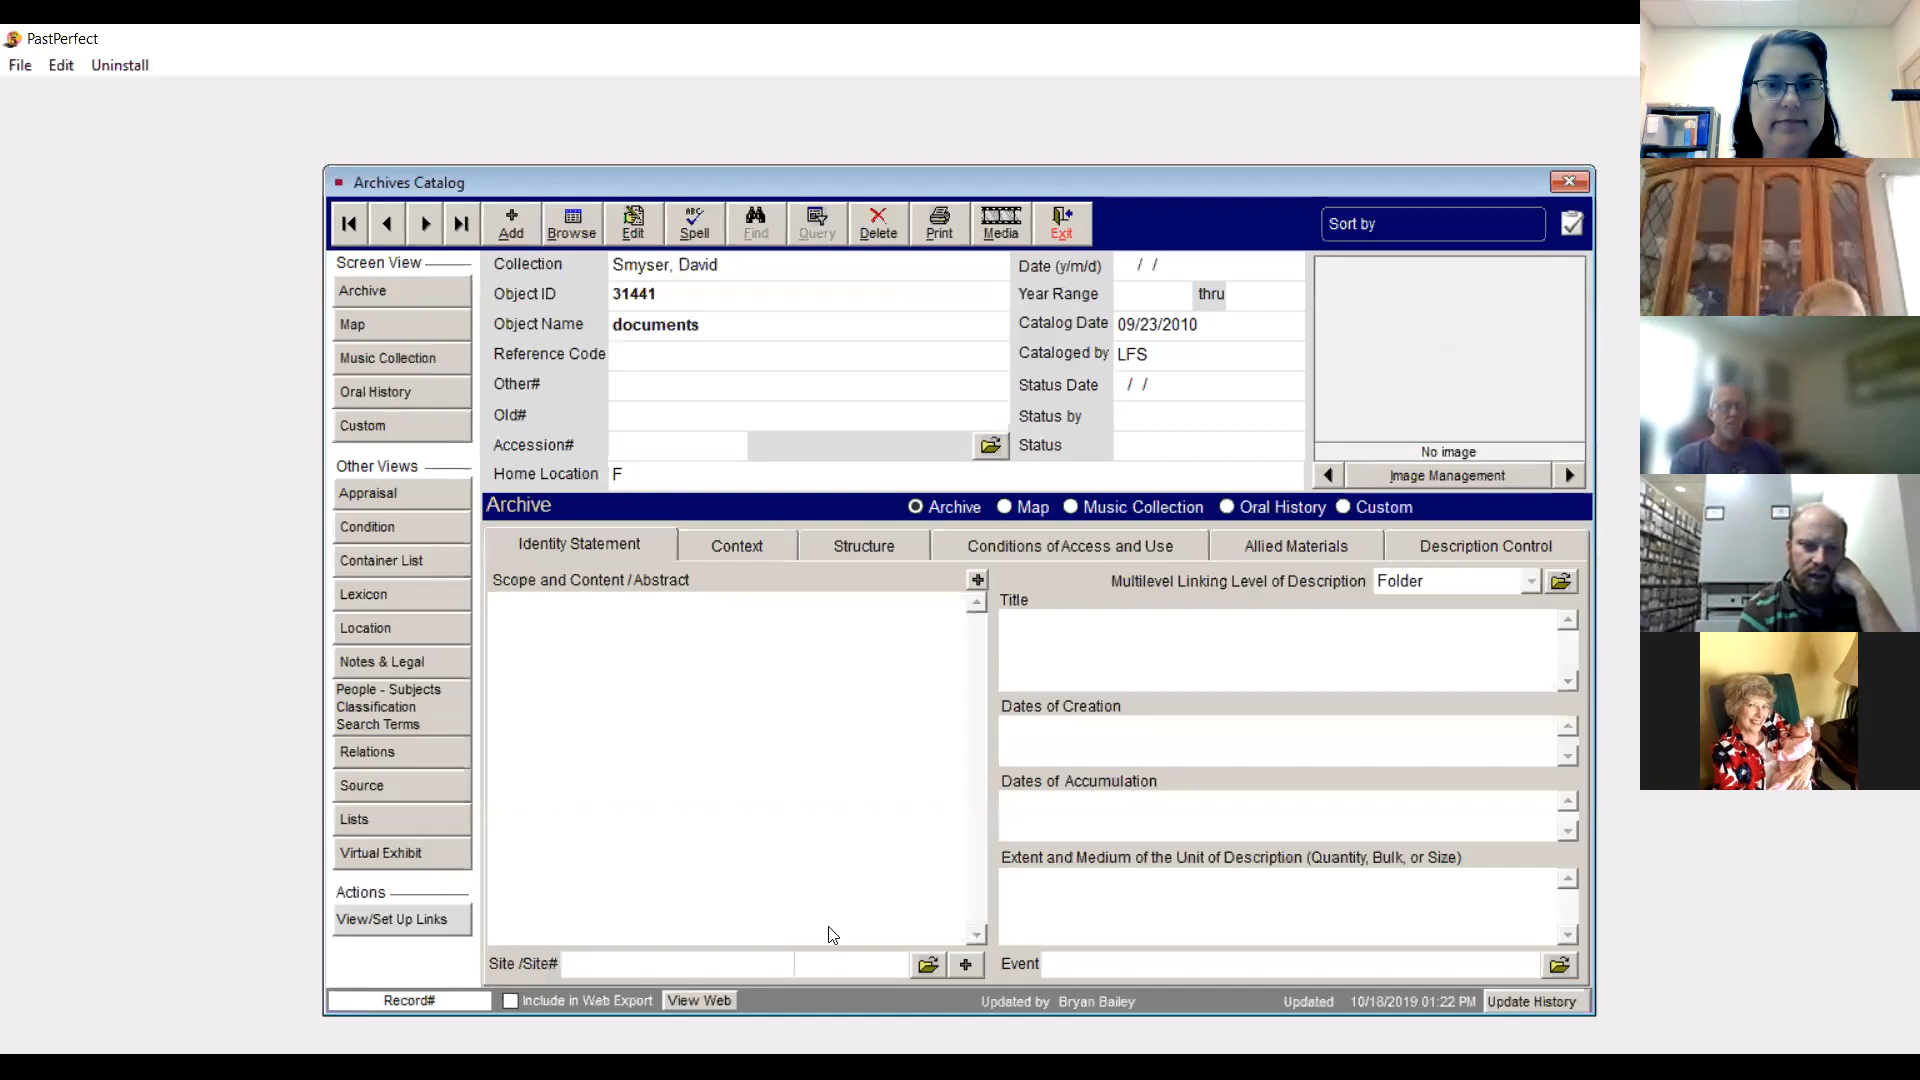 PastPerfect
File Edit Uninstall
Archives Catalog
Add Browse Edit Spell Find Query Delete Print Media Exit
Sort by
Screen View
Archive
Map
Music Collection
Oral History
Custom
Other Views
Appraisal
Condition
Container List
Lexicon
Location
Notes & Legal
People - Subjects
Classification
Search Terms
Relations
Source
Lists
Virtual Exhibit
Actions
View/Set Up Links
Collection Smyser, David
Object ID 31441
Object Name documents
Reference Code
Other#
Old#
Accession#
Home Location F
Date (y/m/d) / /
Year Range thru
Catalog Date 09/23/2010
Cataloged by LFS
Status Date / /
Status by
Status
No image
Image Management
Archive Archive Map Music Collection Oral History Custom
Identity Statement Context Structure Conditions of Access and Use Allied Materials Description Control
Scope and Content / Abstract
Multilevel Linking Level of Description Folder
Title
Dates of Creation
Dates of Accumulation
Extent and Medium of the Unit of Description (Quantity, Bulk, or Size)
Site /Site# Event
Record# Include in Web Export View Web Updated by Bryan Bailey Updated 10/18/2019 01:22 PM Update History